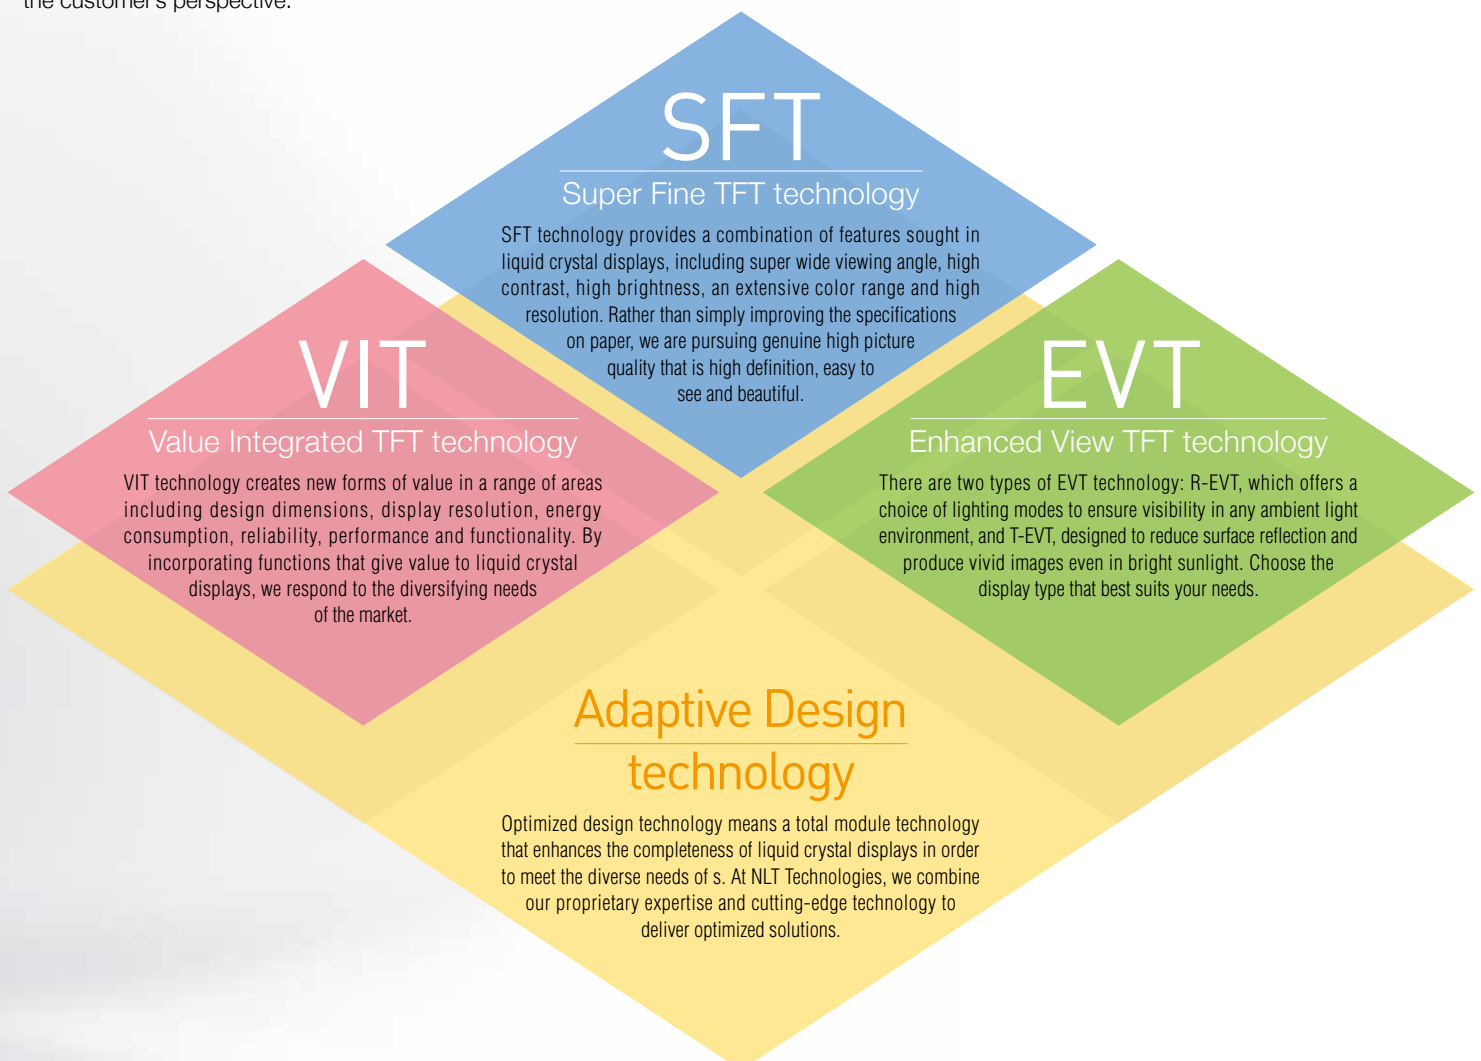 the customer's perspective.
SFT
Super Fine TFT technology
SFT technology provides a combination of features sought in
liquid crystal displays, including super wide viewing angle, high
contrast, high brightness, an extensive color range and high
resolution. Rather than simply improving the specifications
on paper, we are pursuing genuine high picture
quality that is high definition, easy to
see and beautiful.
VIT
Value Integrated TFT technology
VIT technology creates new forms of value in a range of areas
including design dimensions, display resolution, energy
consumption, reliability, performance and functionality. By
incorporating functions that give value to liquid crystal
displays, we respond to the diversifying needs
of the market.
EVT
Enhanced View TFT technology
There are two types of EVT technology: R-EVT, which offers a
choice of lighting modes to ensure visibility in any ambient light
environment, and T-EVT, designed to reduce surface reflection and
produce vivid images even in bright sunlight. Choose the
display type that best suits your needs.
Adaptive Design
technology
Optimized design technology means a total module technology
that enhances the completeness of liquid crystal displays in order
to meet the diverse needs of s. At NLT Technologies, we combine
our proprietary expertise and cutting-edge technology to
deliver optimized solutions.